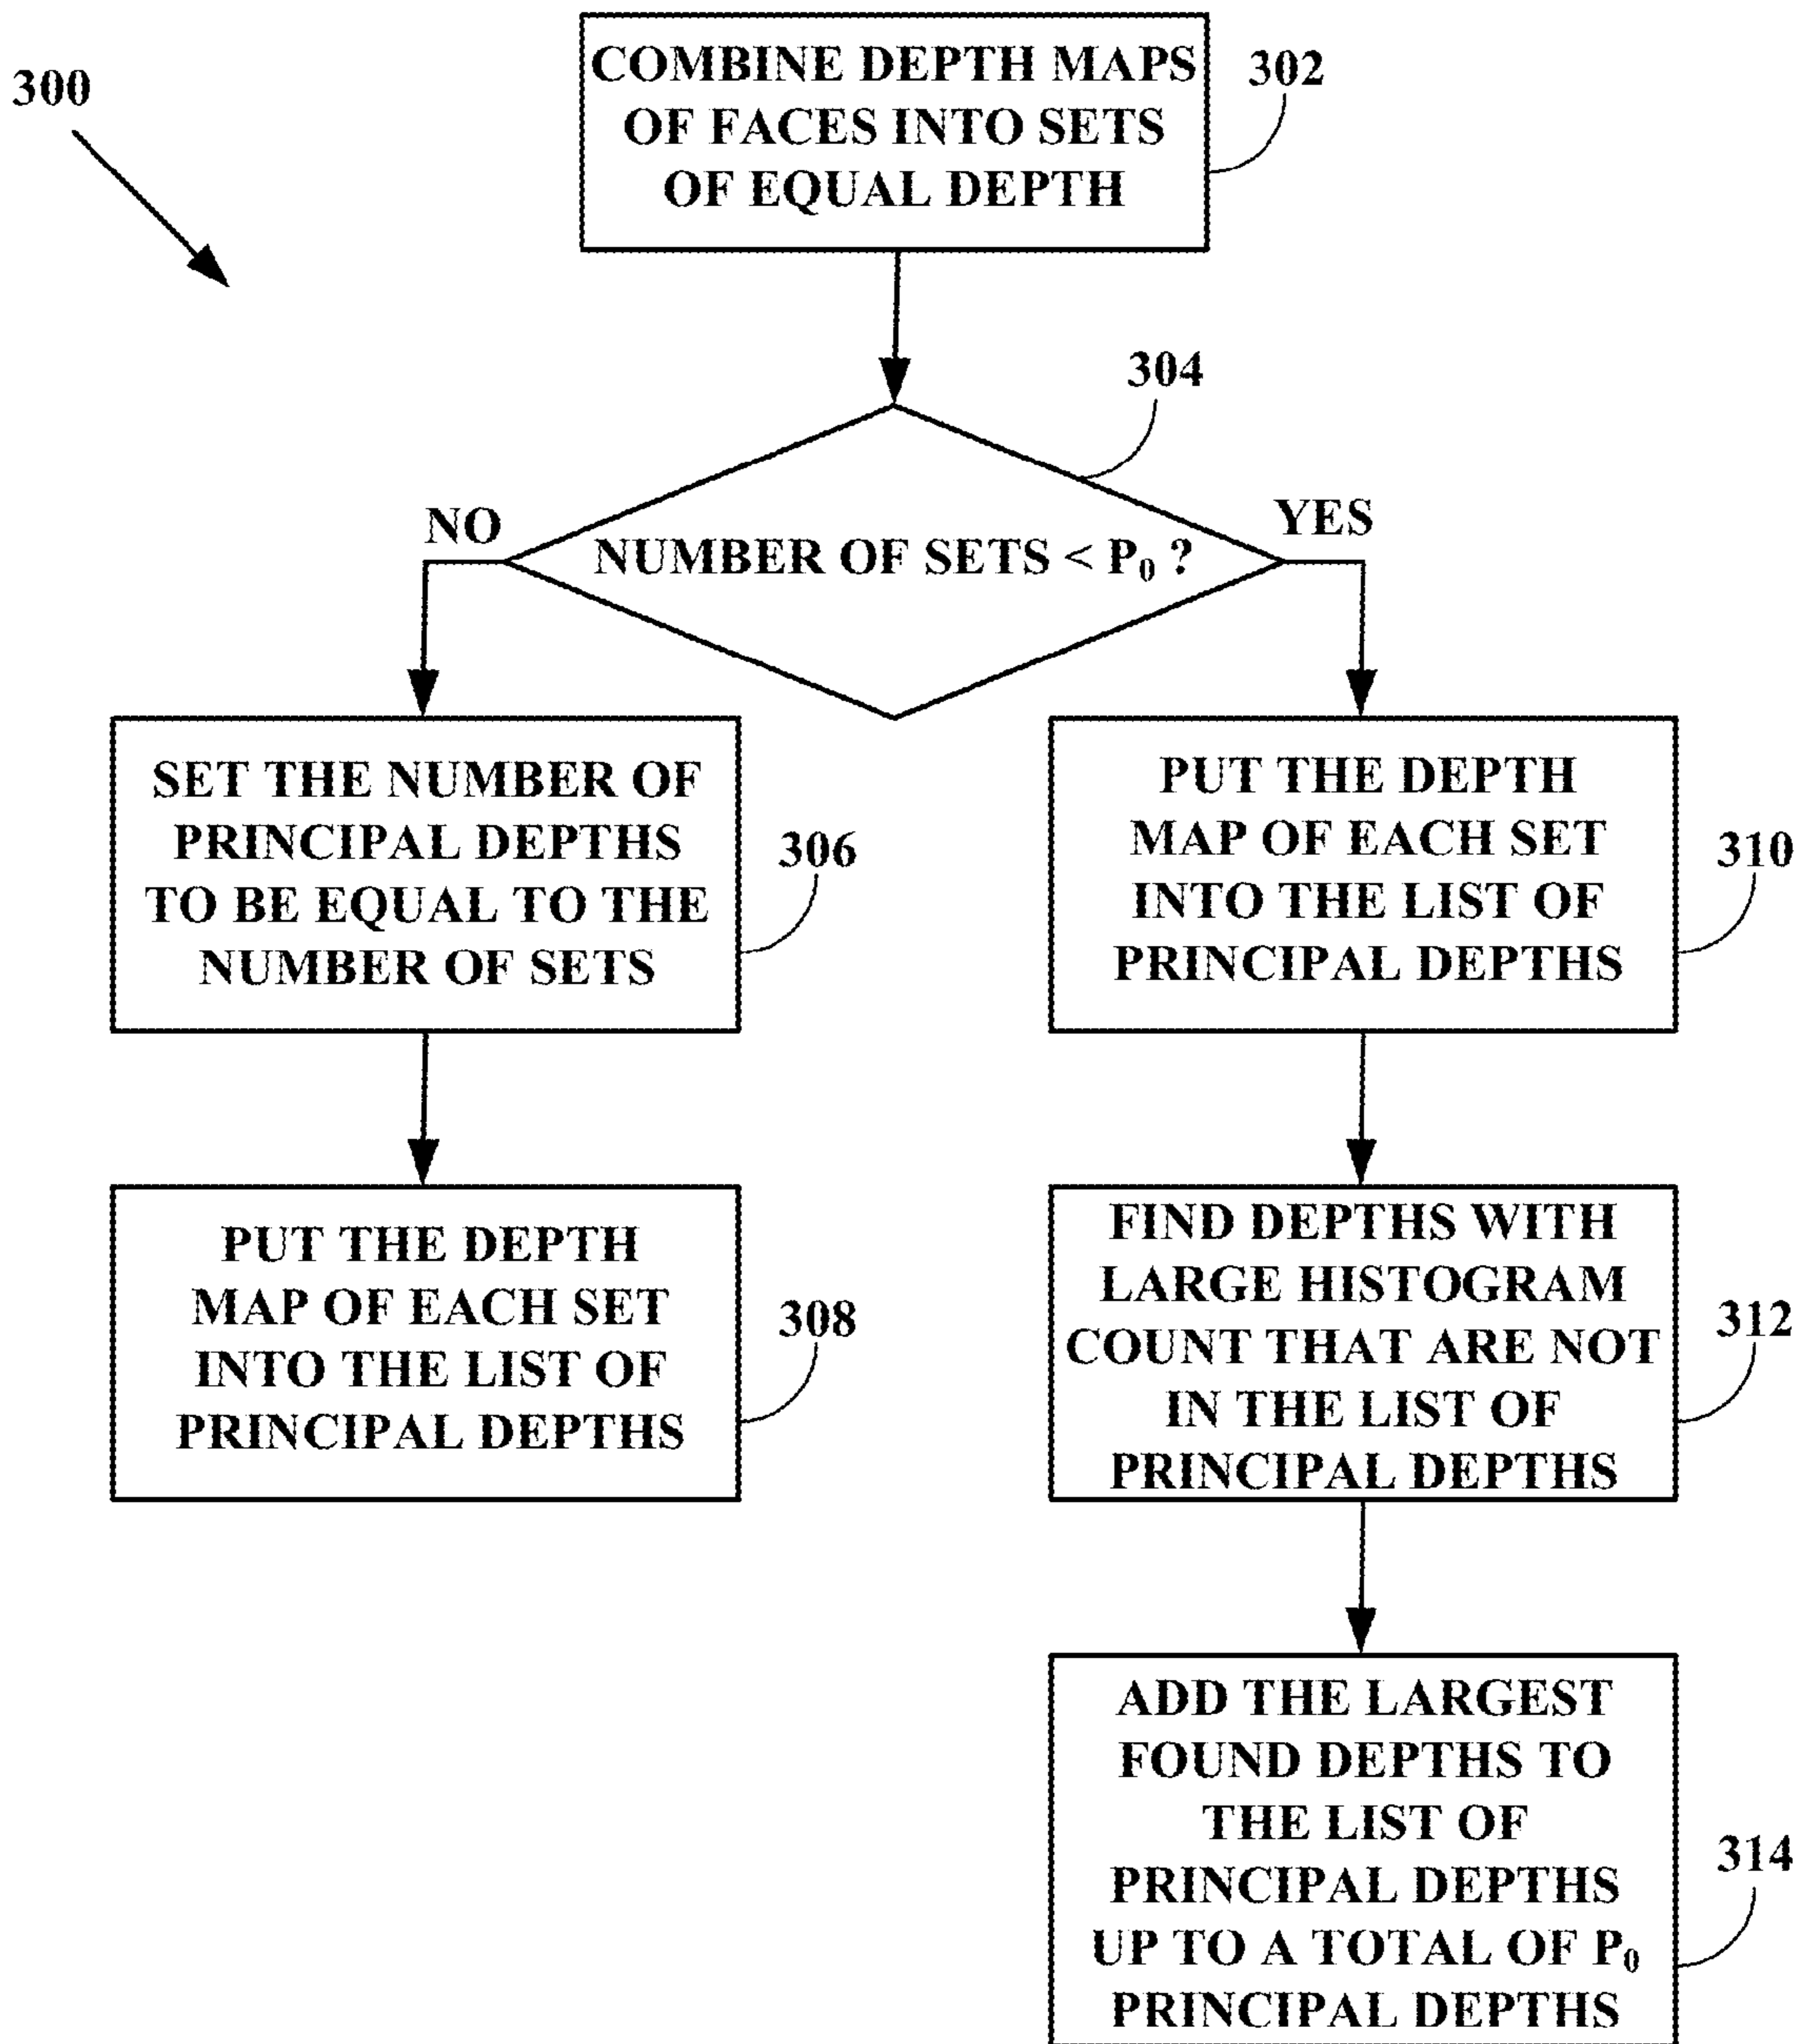 300
COMBINE DEPTH MAPS
OF FACES INTO SETS
OF EQUAL DEPTH
302
304
NO
YES
NUMBER OF SETS < P₀ ?
SET THE NUMBER OF
PRINCIPAL DEPTHS
TO BE EQUAL TO THE
NUMBER OF SETS
306
PUT THE DEPTH
MAP OF EACH SET
INTO THE LIST OF
PRINCIPAL DEPTHS
310
PUT THE DEPTH
MAP OF EACH SET
INTO THE LIST OF
PRINCIPAL DEPTHS
308
FIND DEPTHS WITH
LARGE HISTOGRAM
COUNT THAT ARE NOT
IN THE LIST OF
PRINCIPAL DEPTHS
312
ADD THE LARGEST
FOUND DEPTHS TO
THE LIST OF
PRINCIPAL DEPTHS
UP TO A TOTAL OF P₀
PRINCIPAL DEPTHS
314